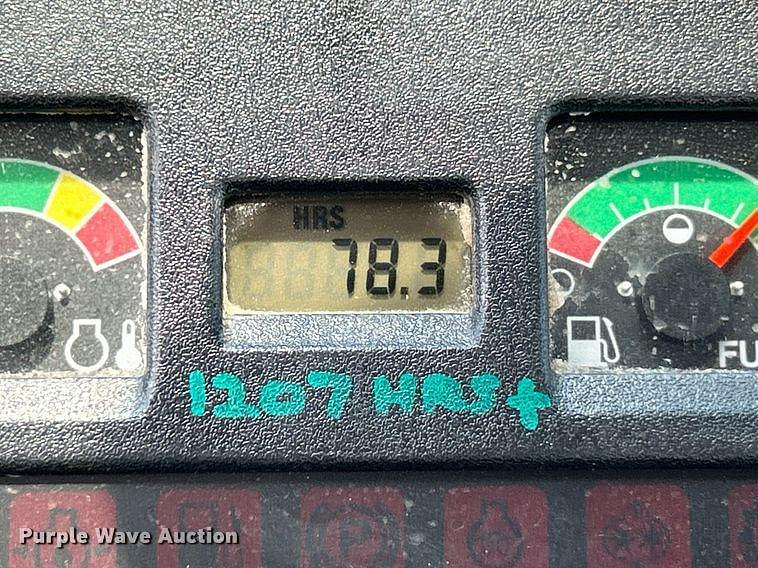 HRS
78.3
1207 HRS+
FU
Purple Wave Auction®